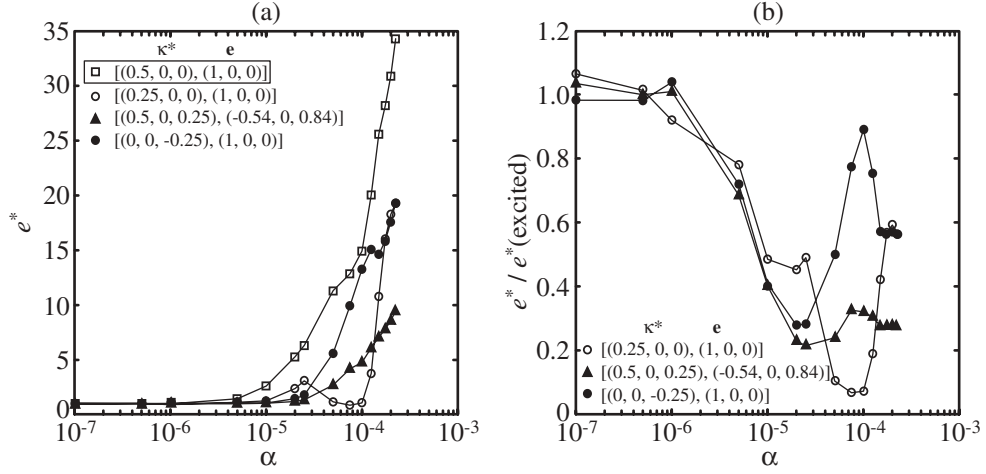 (a)
35
30
25
20
15
10
5
0
e*
κ* e
[(0.5, 0, 0), (1, 0, 0)]
[(0.25, 0, 0), (1, 0, 0)]
[(0.5, 0, 0.25), (-0.54, 0, 0.84)]
[(0, 0, -0.25), (1, 0, 0)]
10⁻⁷ 10⁻⁶ 10⁻⁵ 10⁻⁴ 10⁻³
α
(b)
1.2
1.0
0.8
0.6
0.4
0.2
0
e* / e* (excited)
κ* e
[(0.25, 0, 0), (1, 0, 0)]
[(0.5, 0, 0.25), (-0.54, 0, 0.84)]
[(0, 0, -0.25), (1, 0, 0)]
10⁻⁷ 10⁻⁶ 10⁻⁵ 10⁻⁴ 10⁻³
α